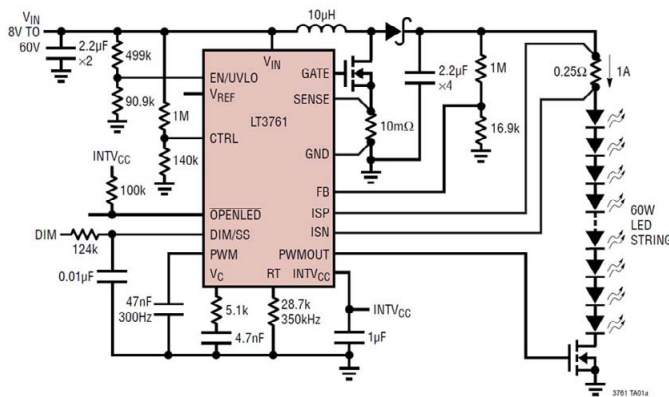 VIN
8V TO
60V
2.2µF
×2
499k
90.9k
1M
140k
INTVCC
100k
DIM
124k
0.01µF
47nF
300Hz
5.1k
4.7nF
28.7k
350kHz
1µF
INTVCC
LT3761
VIN
EN/UVLO
VREF
CTRL
OPENLED
DIM/SS
PWM
VC
RT
INTVCC
PWMOUT
ISN
ISP
FB
GND
SENSE
GATE
10µH
10mΩ
2.2µF
×4
1M
16.9k
0.25Ω
1A
60W
LED
STRING
3761 TA01a